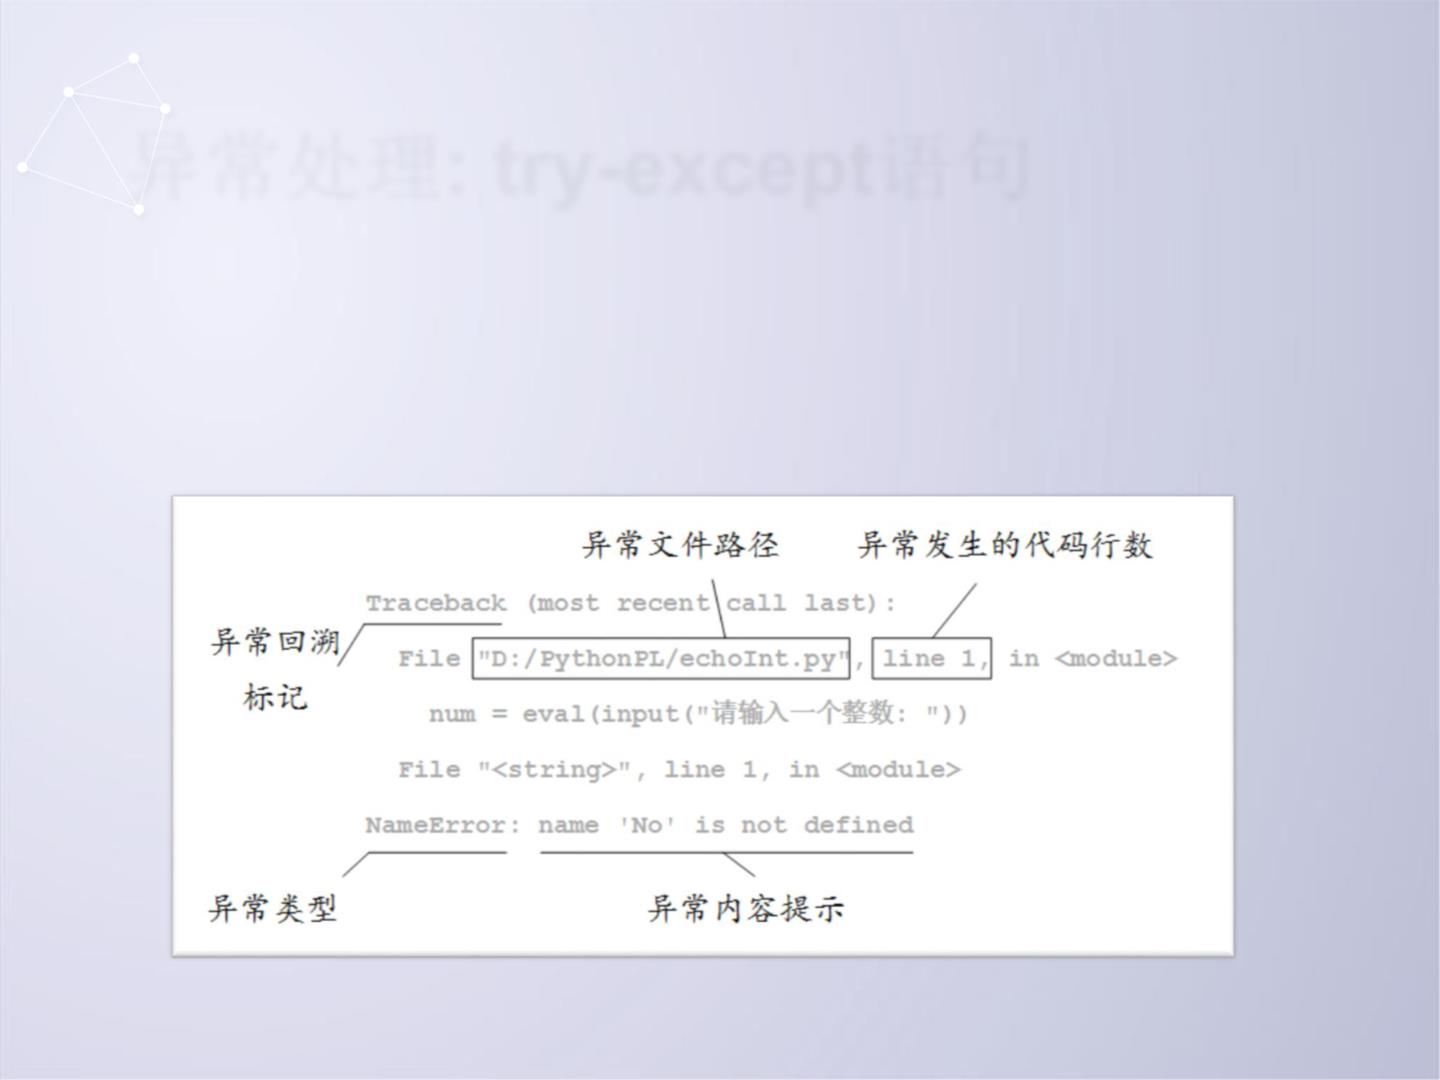 异常处理: try-except语句
异常文件路径 异常发生的代码行数
Traceback (most recent call last):
异常回溯
标记
File "D:/PythonPL/echoInt.py", line 1, in <module>
num = eval(input("请输入一个整数: "))
File "<string>", line 1, in <module>
NameError: name 'No' is not defined
异常类型 异常内容提示